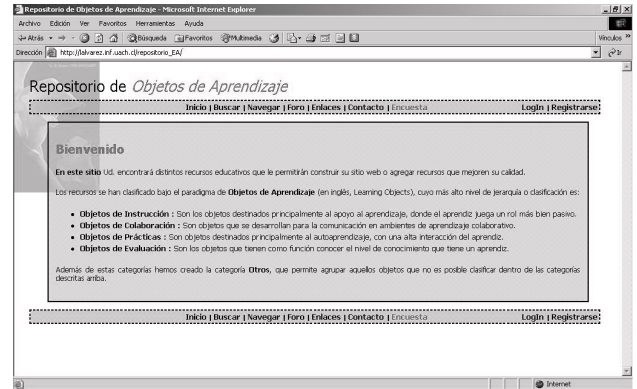 Repositorio de Objetos de Aprendizaje - Microsoft Internet Explorer
Archivo Edición Ver Favoritos Herramientas Ayuda
Atrás Búsqueda Favoritos Multimedia Vínculos »
Dirección http://lalvarez.inf.uach.cl/repositorio_EA/ Ir
Repositorio de Objetos de Aprendizaje
Inicio | Buscar | Navegar | Foro | Enlaces | Contacto | Encuesta LogIn | Registrarse
Bienvenido
En este sitio Ud. encontrará distintos recursos educativos que le permitirán construir su sitio web o agregar recursos que mejoren su calidad.
Los recursos se han clasificado bajo el paradigma de Objetos de Aprendizaje (en inglés, Learning Objects), cuyo más alto nivel de jerarquía o clasificación es:
• Objetos de Instrucción : Son los objetos destinados principalmente al apoyo al aprendizaje, donde el aprendiz juega un rol más bien pasivo.
• Objetos de Colaboración : Son objetos que se desarrollan para la comunicación en ambientes de aprendizaje colaborativo.
• Objetos de Prácticas : Son objetos destinados principalmente al autoaprendizaje, con una alta interacción del aprendiz.
• Objetos de Evaluación : Son los objetos que tienen como función conocer el nivel de conocimiento que tiene un aprendiz.
Además de estas categorías hemos creado la categoría Otros, que permite agrupar aquellos objetos que no es posible clasificar dentro de las categorías
descritas arriba.
Inicio | Buscar | Navegar | Foro | Enlaces | Contacto | Encuesta LogIn | Registrarse
Internet